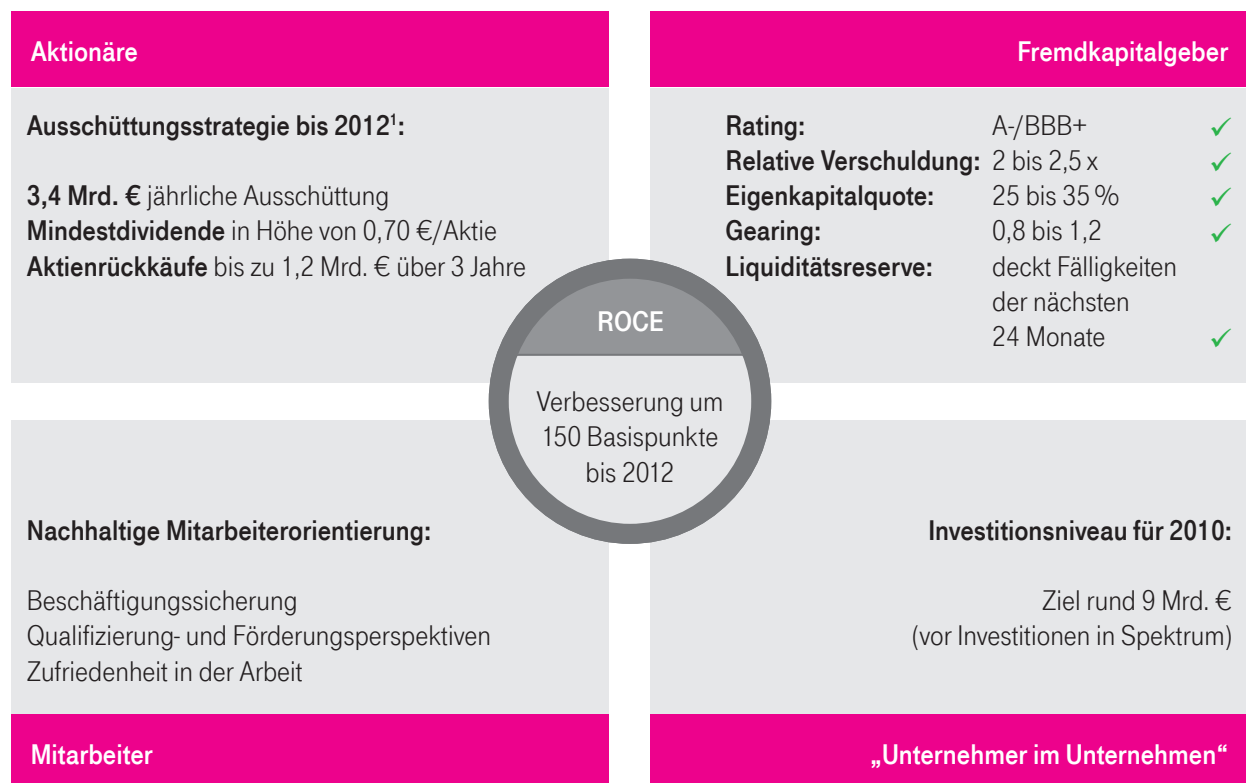 Aktionäre
Ausschüttungsstrategie bis 2012¹:
3,4 Mrd. € jährliche Ausschüttung
Mindestdividende in Höhe von 0,70 €/Aktie
Aktienrückkäufe bis zu 1,2 Mrd. € über 3 Jahre
Fremdkapitalgeber
Rating: A-/BBB+ ✓
Relative Verschuldung: 2 bis 2,5 x ✓
Eigenkapitalquote: 25 bis 35 % ✓
Gearing: 0,8 bis 1,2 ✓
Liquiditätsreserve: deckt Fälligkeiten
der nächsten
24 Monate ✓
ROCE
Verbesserung um
150 Basispunkte
bis 2012
Nachhaltige Mitarbeiterorientierung:
Beschäftigungssicherung
Qualifizierung- und Förderungsperspektiven
Zufriedenheit in der Arbeit
Mitarbeiter
Investitionsniveau für 2010:
Ziel rund 9 Mrd. €
(vor Investitionen in Spektrum)
„Unternehmer im Unternehmen“